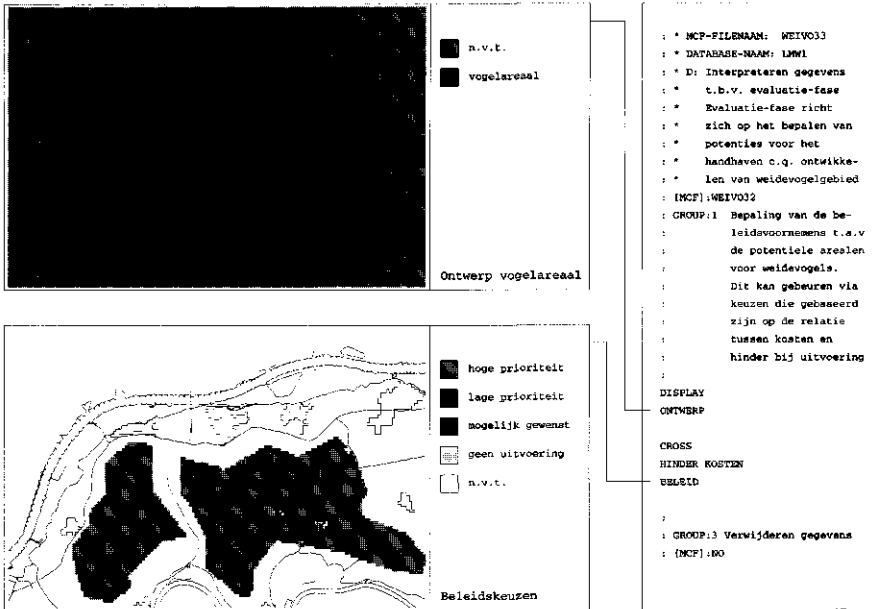 n.v.t.
vogelareaal
Ontwerp vogelareaal
hoge prioriteit
lage prioriteit
mogelijk gewenst
geen uitvoering
n.v.t.
Beleidskeuzen
; * MCF-FILENAAM: WEIVO33
; * DATABASE-NAAM: LMW1
; * D: Interpreteren gegevens
; * t.b.v. evaluatie-fase
; * Evaluatie-fase richt
; * zich op het bepalen van
; * potenties voor het
; * handhaven c.q. ontwikke-
; * len van weidevogelgebied
; [MCF]:WEIVO32
; GROUP:1 Bepaling van de be-
; leidsvoornemens t.a.v
; de potentiele arealen
; voor weidevogels.
; Dit kan gebeuren via
; keuzen die gebaseerd
; zijn op de relatie
; tussen kosten en
; hinder bij uitvoering
;
DISPLAY
ONTWERP
CROSS
HINDER KOSTEN
BELEID
;
; GROUP:3 Verwijderen gegevens
; [MCF]:NO